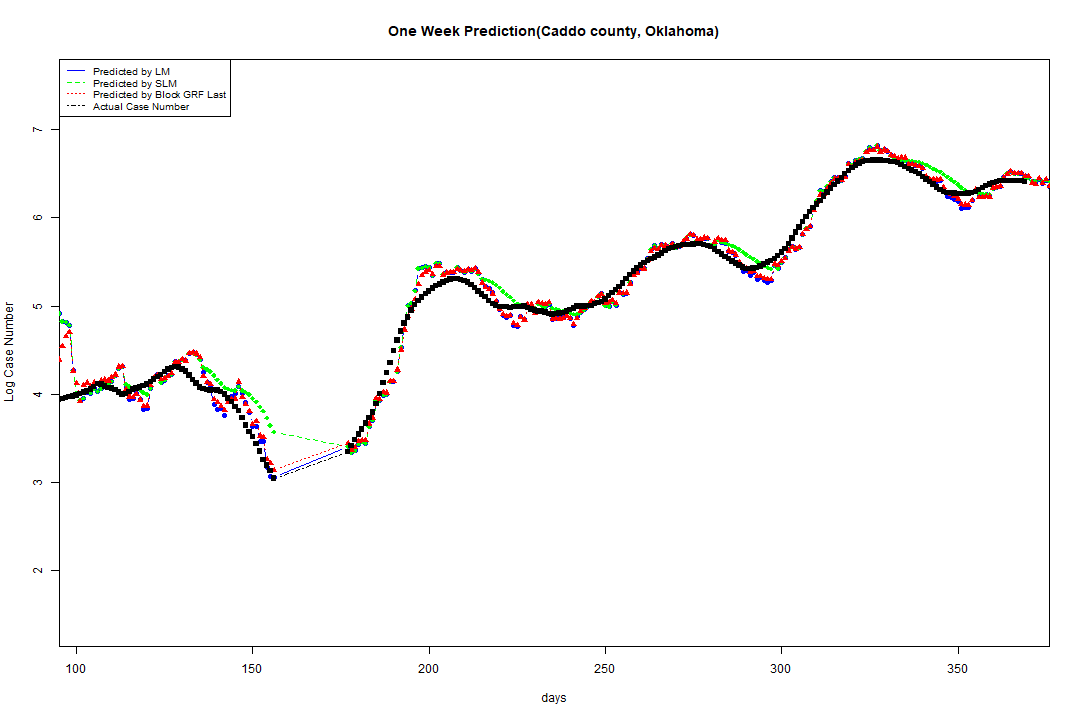 One Week Prediction(Caddo county, Oklahoma)
Predicted by LM
Predicted by SLM
Predicted by Block GRF Last
Actual Case Number
7
6
5
4
3
2
Log Case Number
100 150 200 250 300 350
days